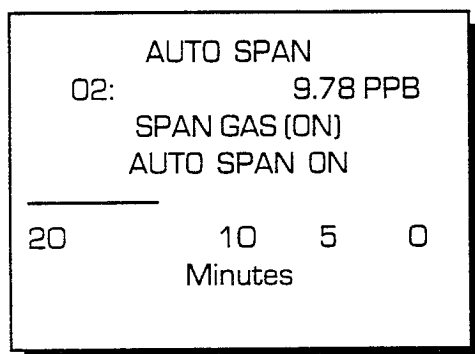 AUTO SPAN
O2: 9.78 PPB
SPAN GAS (ON)
AUTO SPAN ON
20 10 5 0
Minutes